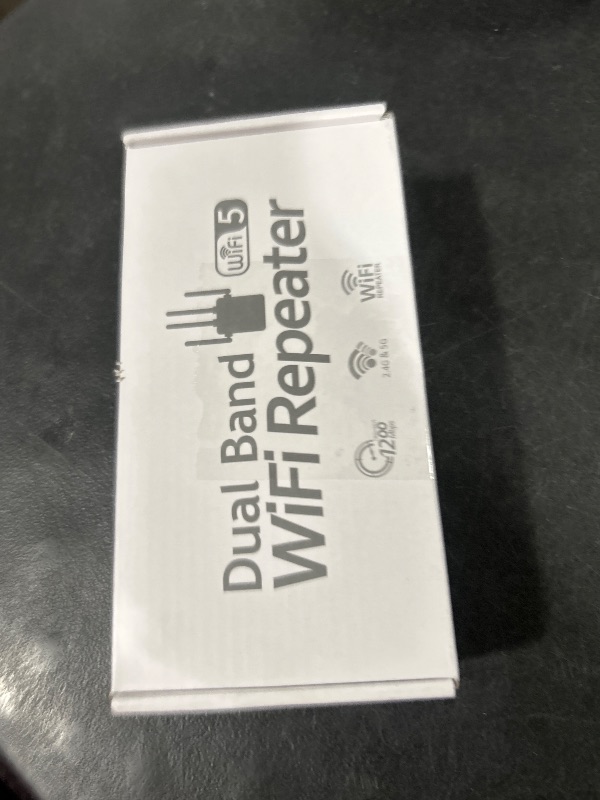 Dual Band
WiFi 5
WiFi Repeater
1200
Mbps
2.4G & 5G
WiFi
REPEATER